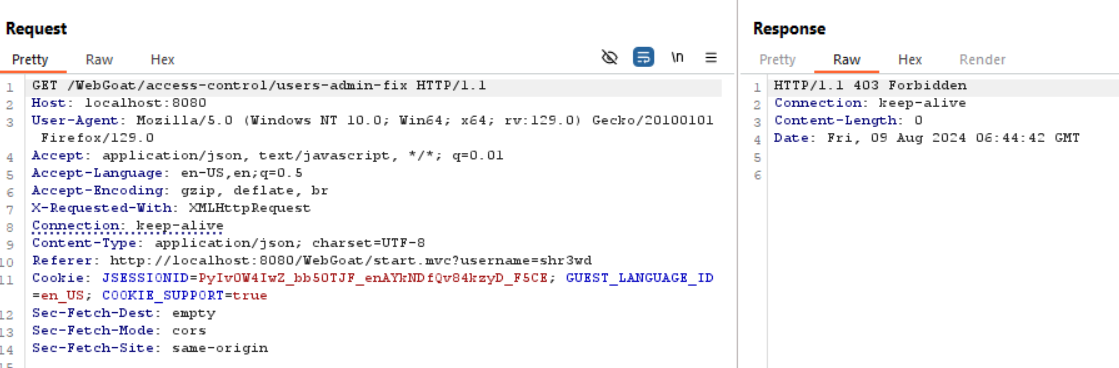 Request
Pretty Raw Hex \n
1 GET /WebGoat/access-control/users-admin-fix HTTP/1.1
2 Host: localhost:8080
3 User-Agent: Mozilla/5.0 (Windows NT 10.0; Win64; x64; rv:129.0) Gecko/20100101
Firefox/129.0
4 Accept: application/json, text/javascript, */*; q=0.01
5 Accept-Language: en-US,en;q=0.5
6 Accept-Encoding: gzip, deflate, br
7 X-Requested-With: XMLHttpRequest
8 Connection: keep-alive
9 Content-Type: application/json; charset=UTF-8
10 Referer: http://localhost:8080/WebGoat/start.mvc?username=shr3wd
11 Cookie: JSESSIONID=PyIv0W4IwZ_bb5OTJF_enAYkNDfQv84kzyD_F5CE; GUEST_LANGUAGE_ID
=en_US; COOKIE_SUPPORT=true
12 Sec-Fetch-Dest: empty
13 Sec-Fetch-Mode: cors
14 Sec-Fetch-Site: same-origin
15
Response
Pretty Raw Hex Render
1 HTTP/1.1 403 Forbidden
2 Connection: keep-alive
3 Content-Length: 0
4 Date: Fri, 09 Aug 2024 06:44:42 GMT
5
6